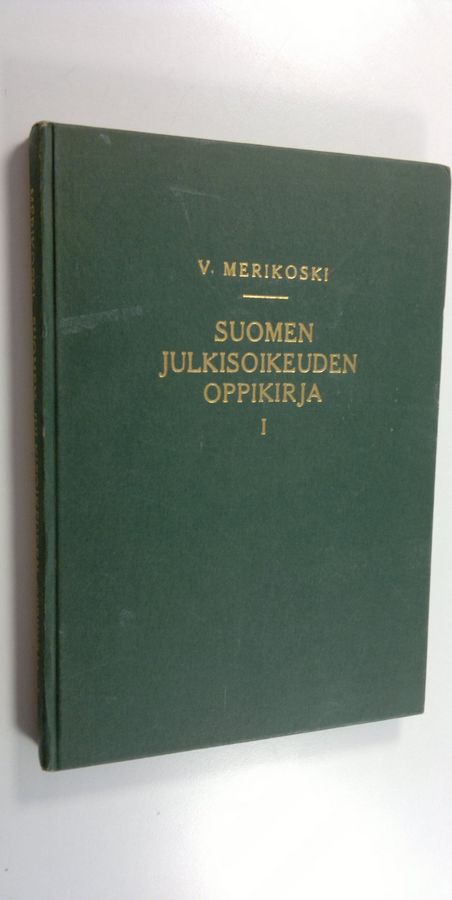 V. MERIKOSKI
SUOMEN
JULKISOIKEUDEN
OPPIKIRJA
I